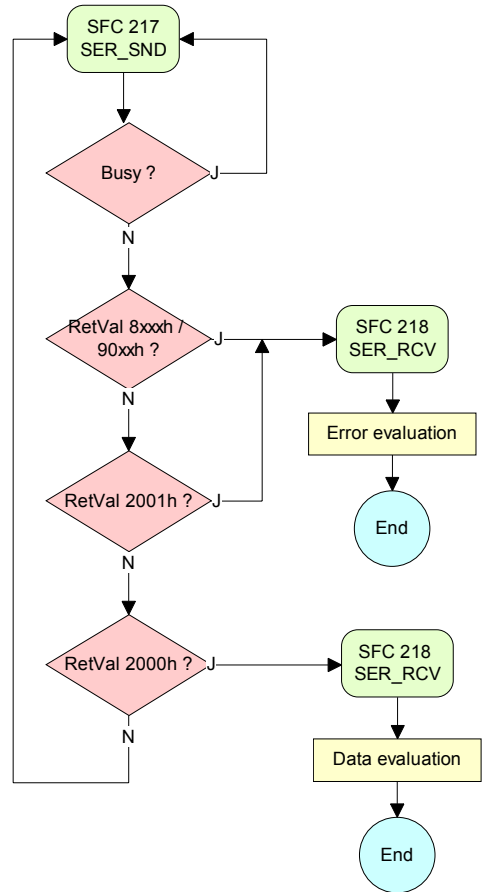 SFC 217
SER_SND
Busy ?
J
N
RetVal 8xxxh /
90xxh ?
J
SFC 218
SER_RCV
N
Error evaluation
RetVal 2001h ?
J
End
N
RetVal 2000h ?
J
SFC 218
SER_RCV
N
Data evaluation
End